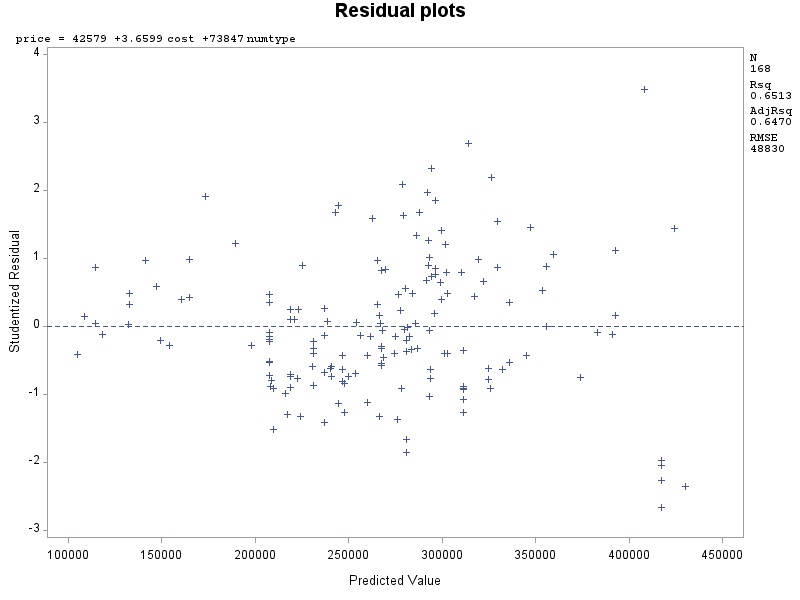 Residual plots
price = 42579 +3.6599 cost +73847 numtype
4
3
2
1
0
-1
-2
-3
Studentized Residual
100000 150000 200000 250000 300000 350000 400000 450000
Predicted Value
N
168
Rsq
0.6513
AdjRsq
0.6470
RMSE
48830